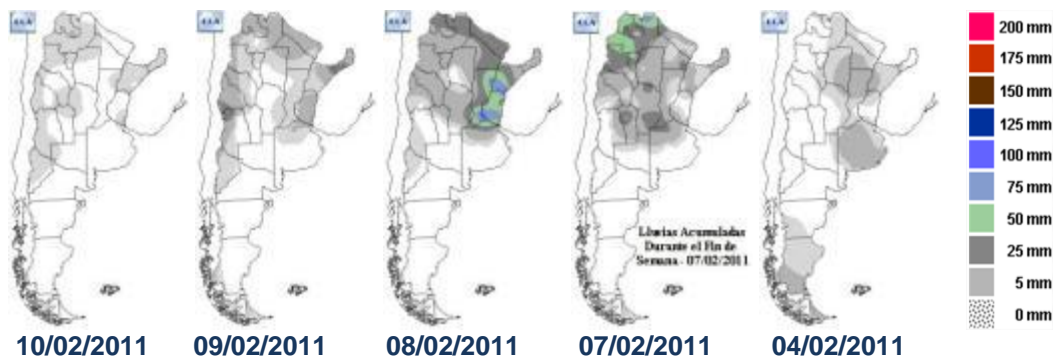 Lluvias Acumuladas
Durante el Fin de
Semana - 07/02/2011
200 mm
175 mm
150 mm
125 mm
100 mm
75 mm
50 mm
25 mm
5 mm
0 mm
10/02/2011 09/02/2011 08/02/2011 07/02/2011 04/02/2011